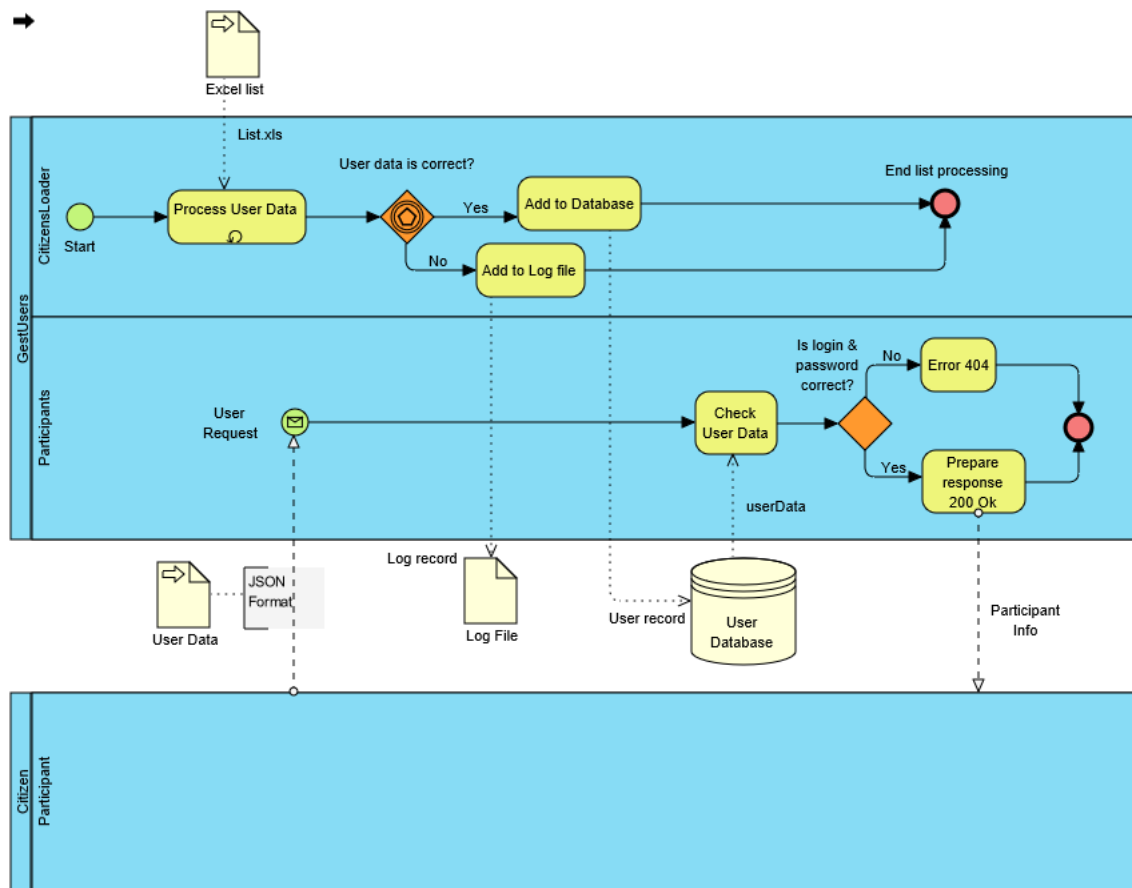 Excel list
List.xls
GestUsers
CitizensLoader
Start
Process User Data
User data is correct?
Yes
No
Add to Database
Add to Log file
End list processing
Participants
User
Request
Check
User Data
Is login &
password
correct?
No
Yes
Error 404
Prepare
response
200 Ok
userData
Log record
User Data
JSON
Format
Log File
User record
User
Database
Participant
Info
Citizen
Participant